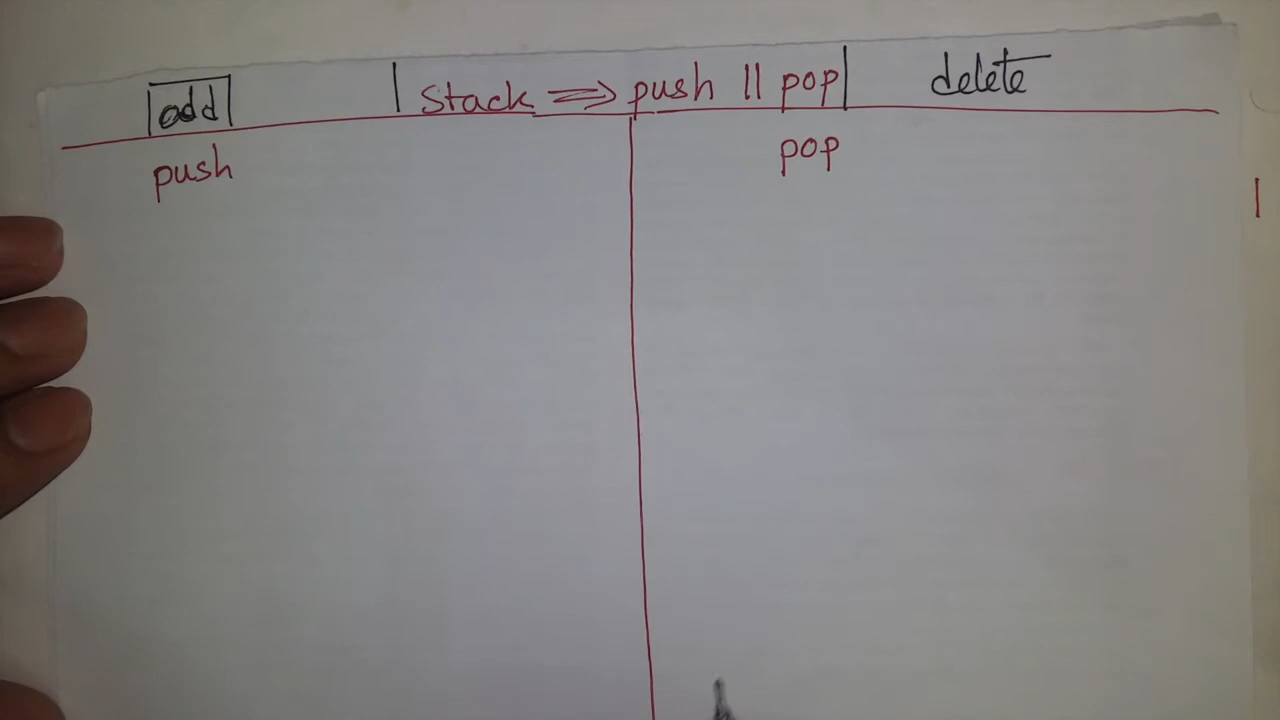 add | stack ⇒ push || pop | delete
push pop